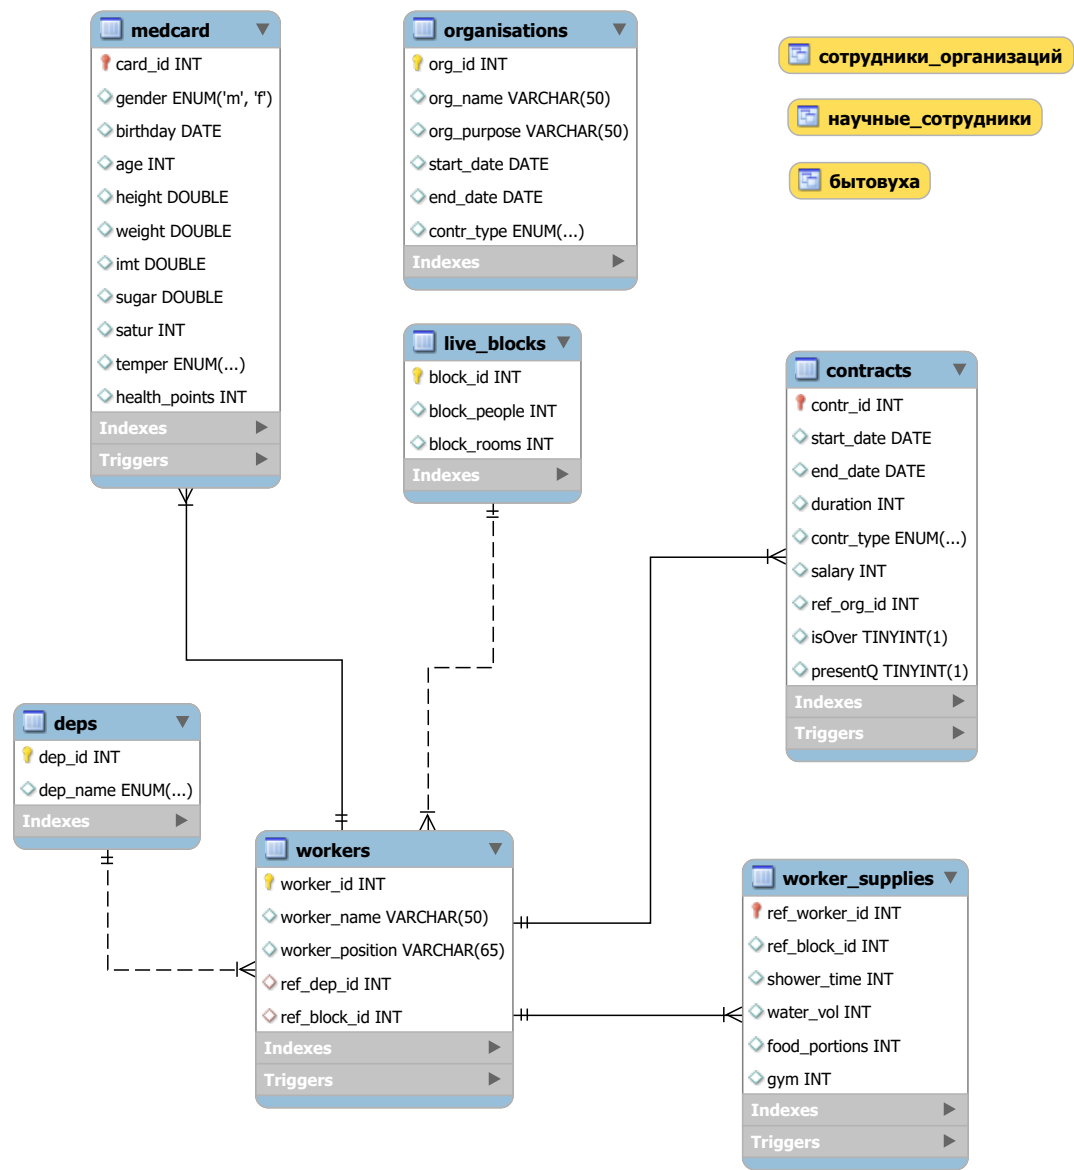 medcard
card_id INT
gender ENUM('m', 'f')
birthday DATE
age INT
height DOUBLE
weight DOUBLE
imt DOUBLE
sugar DOUBLE
satur INT
temper ENUM(...)
health_points INT
Indexes
Triggers
organisations
org_id INT
org_name VARCHAR(50)
org_purpose VARCHAR(50)
start_date DATE
end_date DATE
contr_type ENUM(...)
Indexes
сотрудники_организаций
научные_сотрудники
бытовуха
live_blocks
block_id INT
block_people INT
block_rooms INT
Indexes
contracts
contr_id INT
start_date DATE
end_date DATE
duration INT
contr_type ENUM(...)
salary INT
ref_org_id INT
isOver TINYINT(1)
presentQ TINYINT(1)
Indexes
Triggers
deps
dep_id INT
dep_name ENUM(...)
Indexes
workers
worker_id INT
worker_name VARCHAR(50)
worker_position VARCHAR(65)
ref_dep_id INT
ref_block_id INT
Indexes
Triggers
worker_supplies
ref_worker_id INT
ref_block_id INT
shower_time INT
water_vol INT
food_portions INT
gym INT
Indexes
Triggers